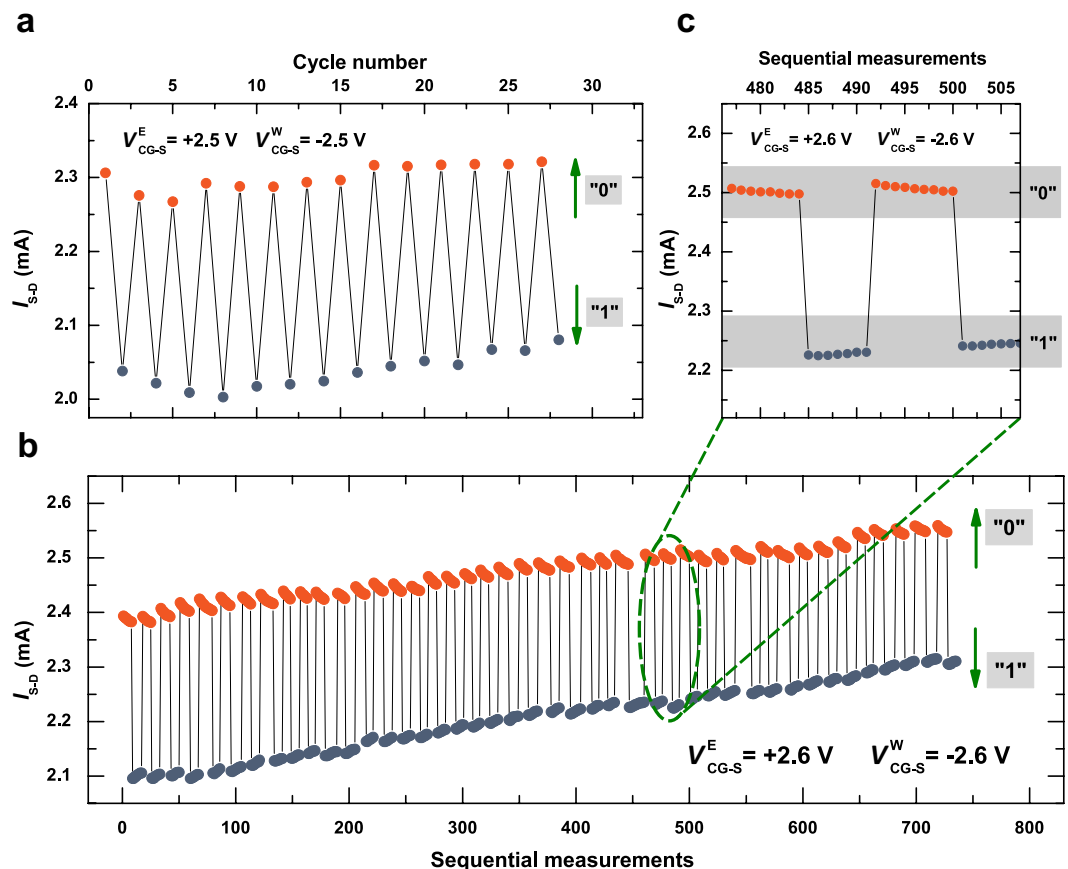 a
Cycle number
0 5 10 15 20 25 30
2.4
2.3
2.2
2.1
2.0
I S-D (mA)
V E CG-S = +2.5 V V W CG-S = -2.5 V
"0"
"1"
c
Sequential measurements
480 485 490 495 500 505
2.6
2.5
2.4
2.3
2.2
I S-D (mA)
V E CG-S = +2.6 V V W CG-S = -2.6 V
"0"
"1"
b
2.6
2.5
2.4
2.3
2.2
2.1
I S-D (mA)
"0"
"1"
V E CG-S = +2.6 V V W CG-S = -2.6 V
0 100 200 300 400 500 600 700 800
Sequential measurements